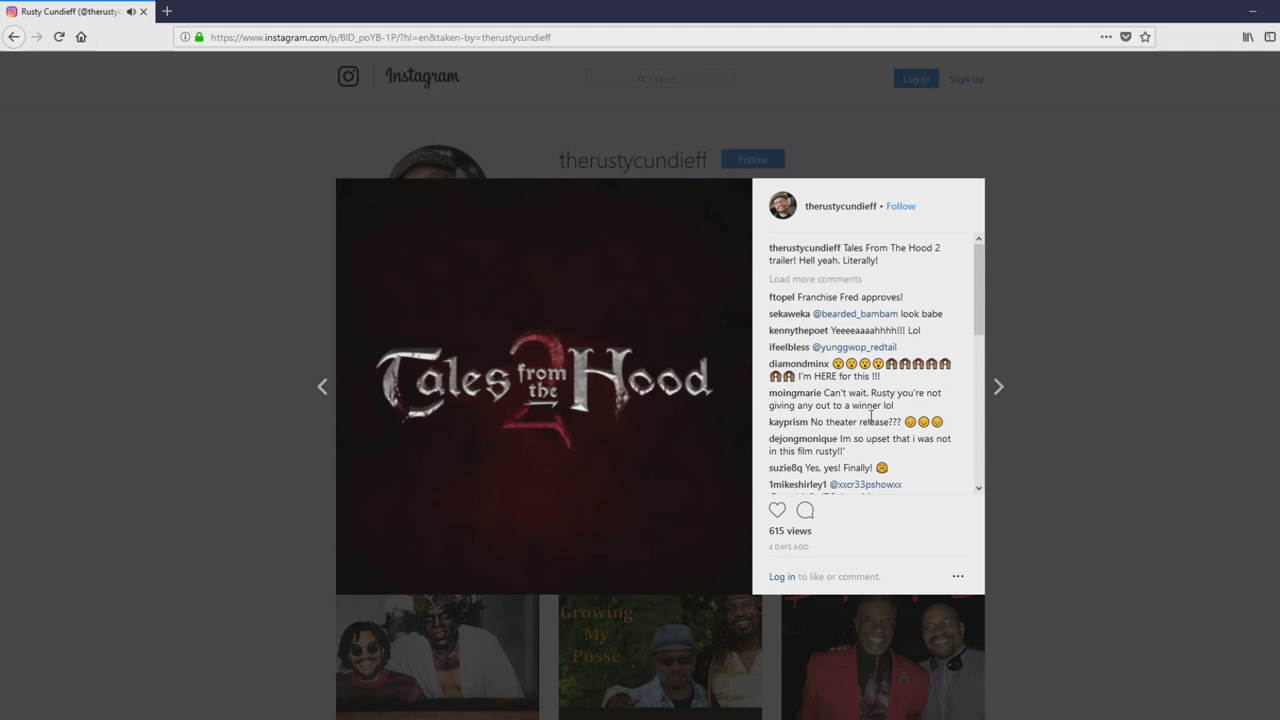 Rusty Cundieff (@therustyc
https://www.instagram.com/p/BlD_poYB-1P/?hl=en&taken-by=therustycundieff
Instagram
Search
Log In
Sign Up
therustycundieff
Follow
2
Tales from the Hood
therustycundieff • Follow
therustycundieff Tales From The Hood 2
trailer! Hell yeah. Literally!
Load more comments
ftopel Franchise Fred approves!
sekaweka @bearded_bambam look babe
kennythepoet Yeeeeaaaahhhh!!! Lol
ifeelbless @yunggwop_redtail
diamondminx 😮😮😮😮🙈🙈🙈🙈🙈
🙈🙈 I'm HERE for this !!!
moingmarie Can't wait. Rusty you're not
giving any out to a winner lol
kayprism No theater release??? 😞😞😞
dejongmonique Im so upset that i was not
in this film rusty!!'
suzie8q Yes, yes! Finally!
1mikeshirley1 @xxcr33pshowxx
615 views
4 DAYS AGO
Log in to like or comment.
Growing
My
Posse